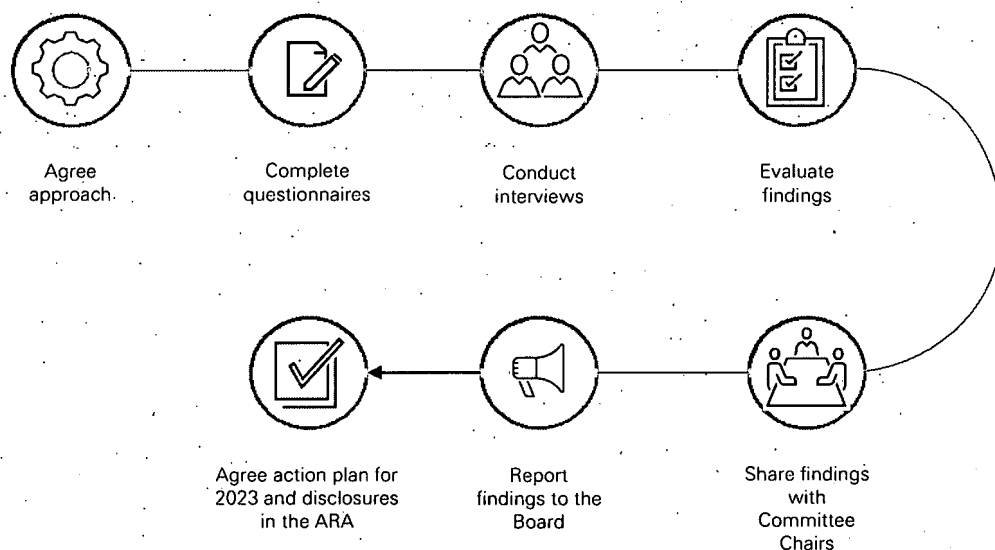 Agree
approach
Complete
questionnaires
Conduct
interviews
Evaluate
findings
Agree action plan for
2023 and disclosures
in the ARA
Report
findings to the
Board
Share findings
with
Committee
Chairs